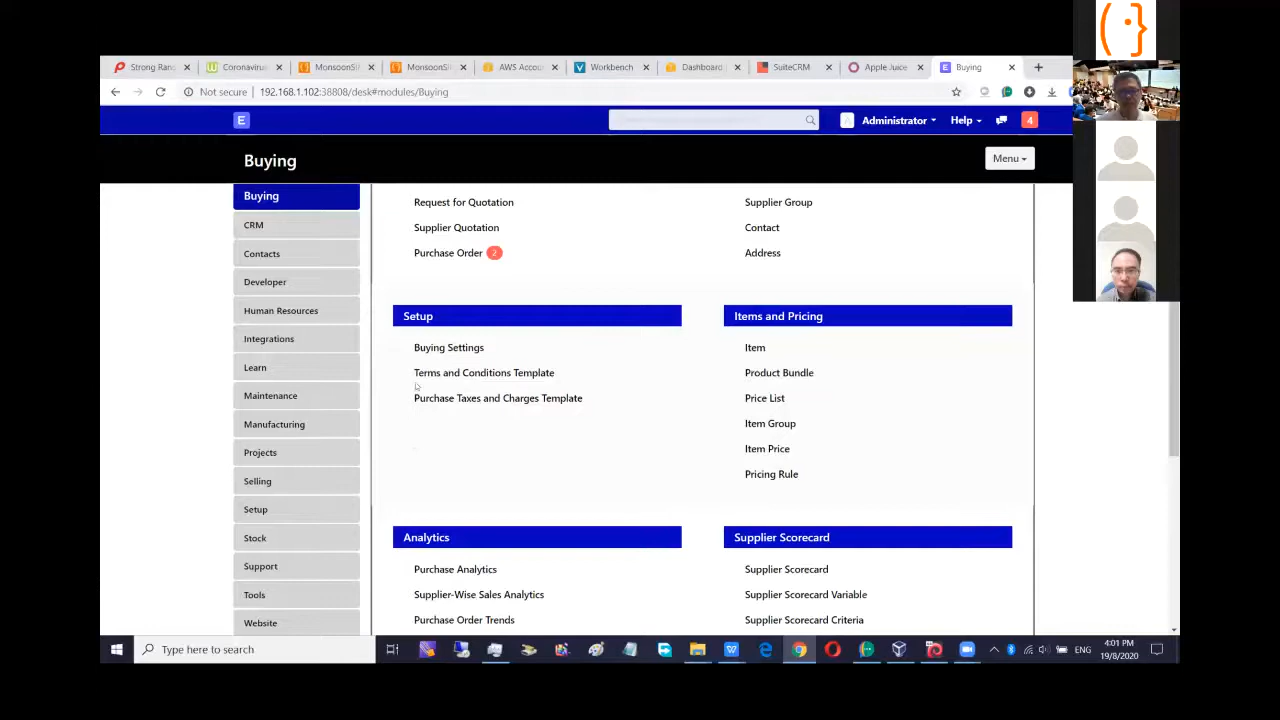 Strong Ran
Coronavirus
MonsoonSI
MonsoonSI
AWS Accou
Workbench
Dashboard
SuiteCRM
Apple Juice
Buying
Not secure 192.168.1.102:38808/desk#modules/Buying
E
Administrator
Help
4
Buying
Menu
Buying
CRM
Contacts
Developer
Human Resources
Integrations
Learn
Maintenance
Manufacturing
Projects
Selling
Setup
Stock
Support
Tools
Website
Request for Quotation
Supplier Quotation
Purchase Order 2
Supplier Group
Contact
Address
Setup
Buying Settings
Terms and Conditions Template
Purchase Taxes and Charges Template
Items and Pricing
Item
Product Bundle
Price List
Item Group
Item Price
Pricing Rule
Analytics
Purchase Analytics
Supplier-Wise Sales Analytics
Purchase Order Trends
Supplier Scorecard
Supplier Scorecard
Supplier Scorecard Variable
Supplier Scorecard Criteria
Type here to search
ENG
4:01 PM
19/8/2020